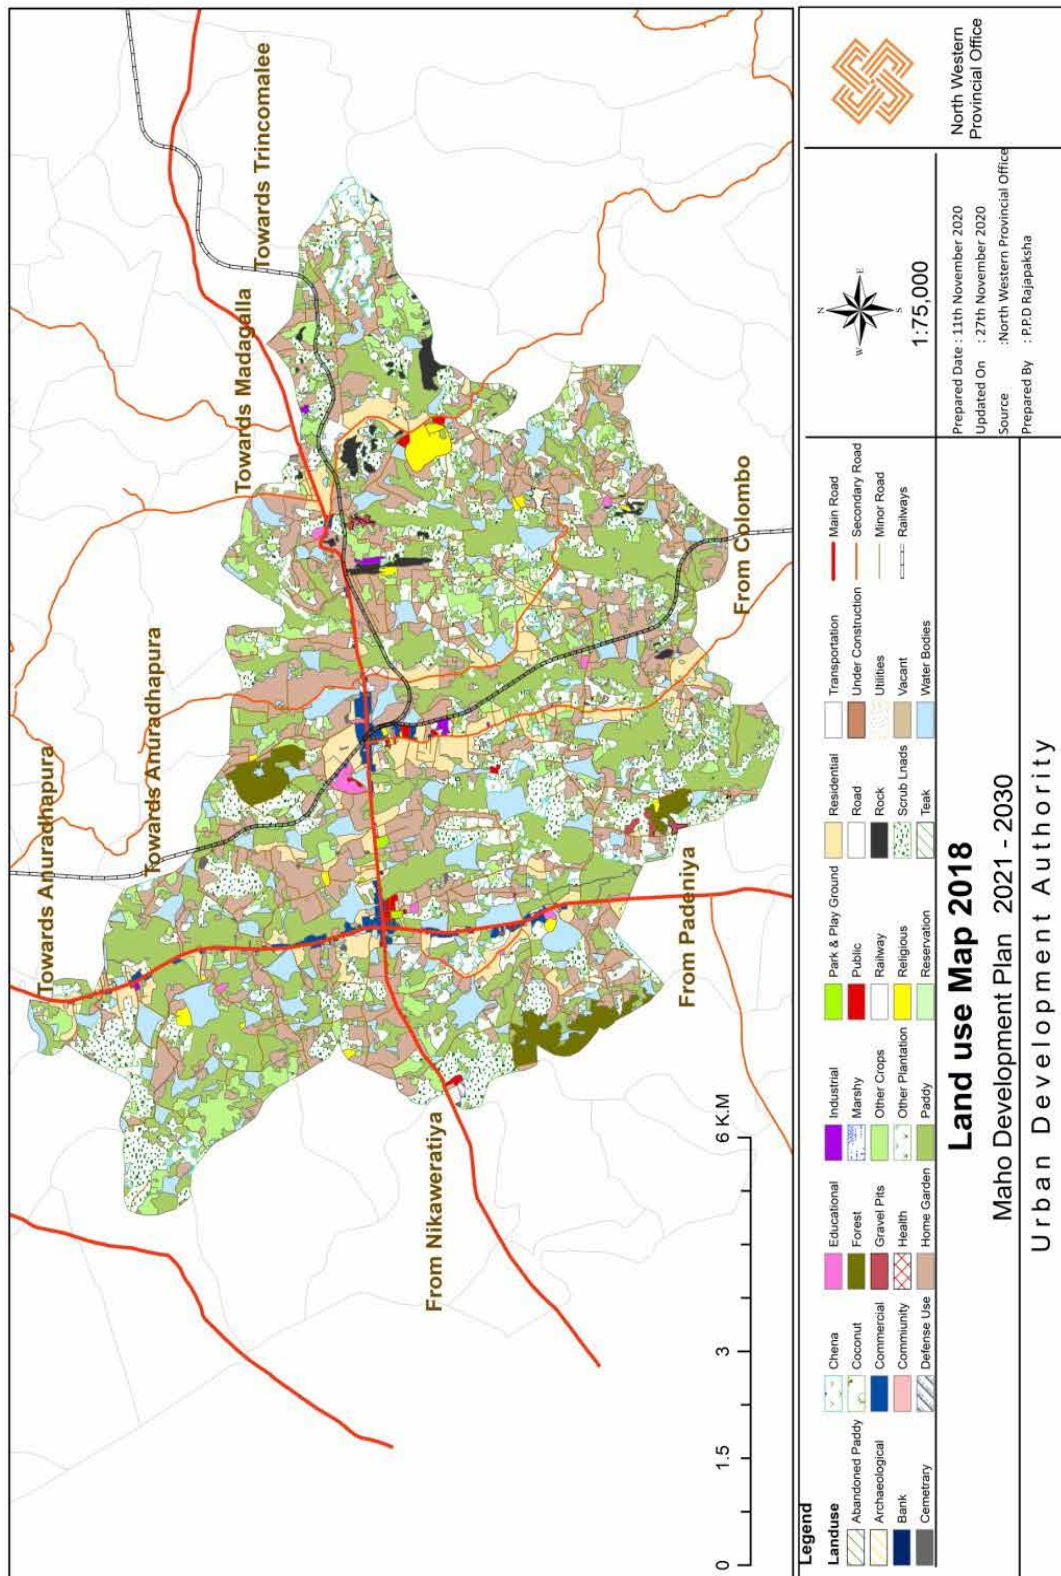 Towards Anuradhapura
Towards Anuradhapura
Towards Madagalla
Towards Trincomalee
From Nikaweratiya
From Padeniya
From Colombo
0 1.5 3 6 K.M
Legend
Landuse
Abandoned Paddy
Archaeological
Bank
Cemetrary
Chena
Coconut
Commercial
Commiunity
Defense Use
Educational
Forest
Gravel Pits
Health
Home Garden
Industrial
Marshy
Other Crops
Other Plantation
Paddy
Park & Play Ground
Public
Railway
Religious
Reservation
Residential
Road
Rock
Scrub Lnads
Teak
Transportation
Under Construction
Utilities
Vacant
Water Bodies
Main Road
Secondary Road
Minor Road
Railways
Land use Map 2018
Maho Development Plan 2021 - 2030
Urban Development Authority
N
W E
S
1:75,000
Prepared Date : 11th November 2020
Updated On : 27th November 2020
Source :North Western Provincial Office
Prepared By : P.P.D Rajapaksha
North Western
Provincial Office